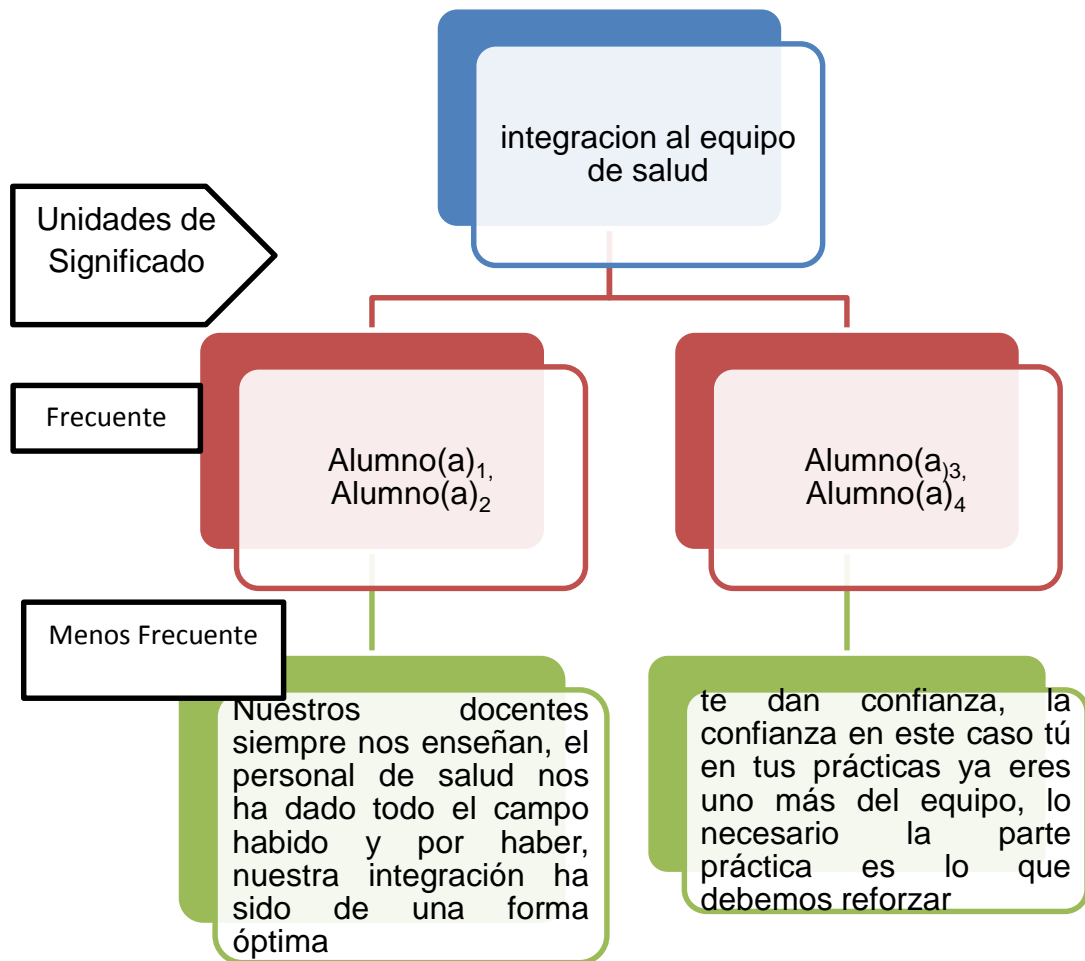 integracion al equipo
de salud
Unidades de
Significado
Frecuente
Alumno(a)1,
Alumno(a)2
Alumno(a)3,
Alumno(a)4
Menos Frecuente
Nuestros docentes
siempre nos enseñan, el
personal de salud nos
ha dado todo el campo
habido y por haber,
nuestra integración ha
sido de una forma
óptima
te dan confianza, la
confianza en este caso tú
en tus prácticas ya eres
uno más del equipo, lo
necesario la parte
práctica es lo que
debemos reforzar